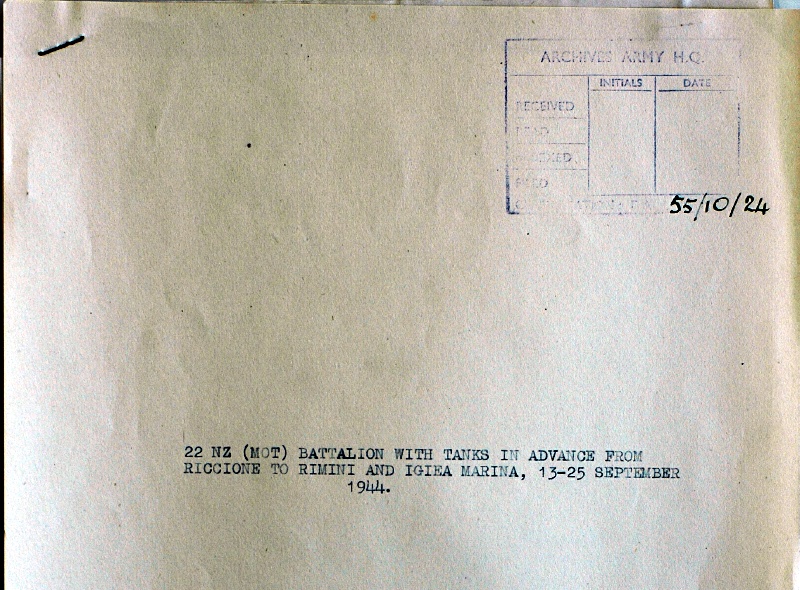 ARCHIVES ARMY H.Q.
INITIALS DATE
RECEIVED
55/10/24
22 NZ (MOT) BATTALION WITH TANKS IN ADVANCE FROM
RICCIONE TO RIMINI AND IGIEA MARINA, 13-25 SEPTEMBER
1944.